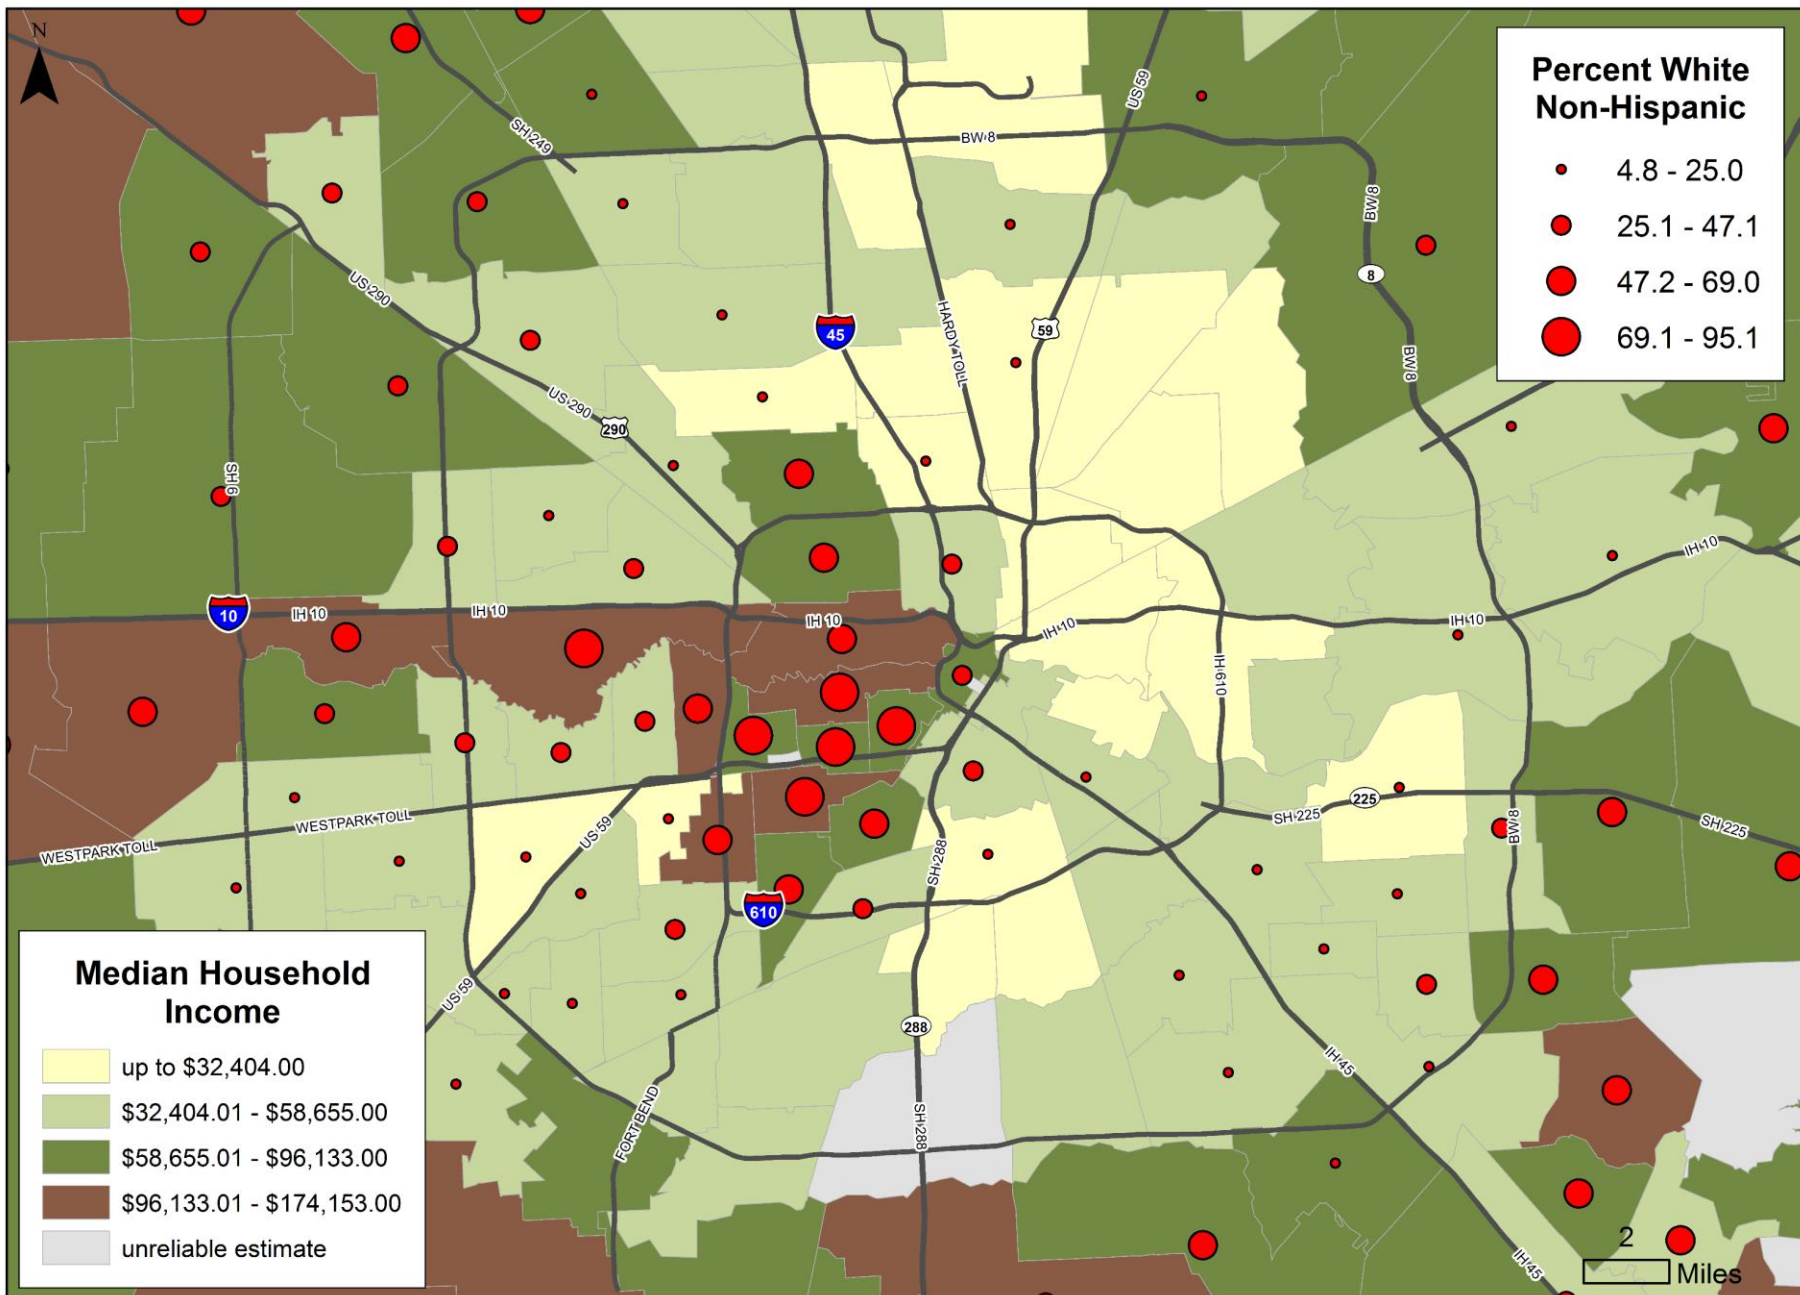 N
Percent White
Non-Hispanic
4.8 - 25.0
25.1 - 47.1
47.2 - 69.0
69.1 - 95.1
US 59
SH 249
BW 8
BW 8
8
US 290
HARDY TOLL
45
59
BW 8
US 290
290
SH 6
IH 10
10
IH 10
IH 10
IH 10
IH 10
IH 10
IH 610
WESTPARK TOLL
WESTPARK TOLL
US 59
225
SH 225
BW 8
SH 225
SH 288
610
US 59
288
IH 45
FORT BEND
SH 288
IH 45
Median Household
Income
up to $32,404.00
$32,404.01 - $58,655.00
$58,655.01 - $96,133.00
$96,133.01 - $174,153.00
unreliable estimate
2
Miles